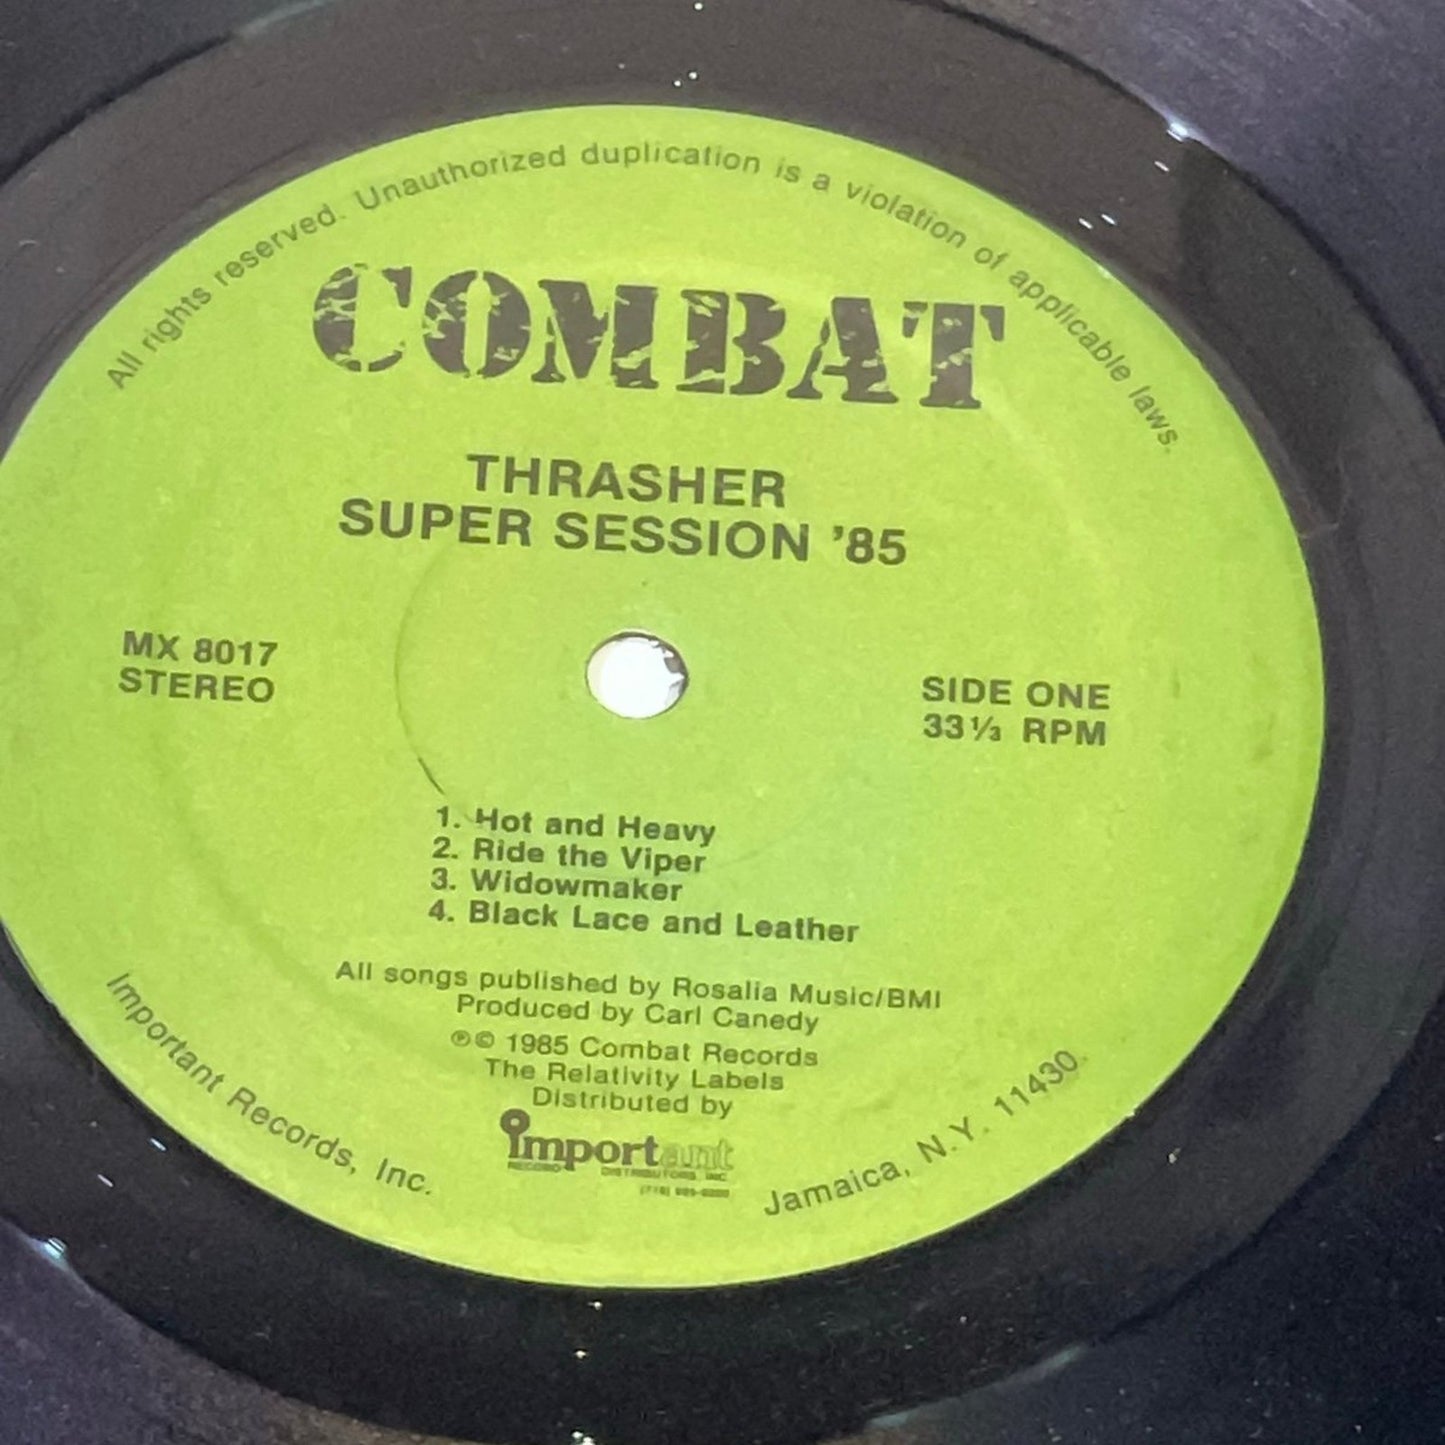 All rights reserved. Unauthorized duplication is a violation of applicable laws.
COMBAT
THRASHER
SUPER SESSION '85
MX 8017
STEREO
SIDE ONE
33⅓ RPM
1. Hot and Heavy
2. Ride the Viper
3. Widowmaker
4. Black Lace and Leather
All songs published by Rosalia Music/BMI
Produced by Carl Canedy
℗© 1985 Combat Records
The Relativity Labels
Distributed by
important
RECORD DISTRIBUTORS, INC.
Important Records, Inc.
Jamaica, N.Y. 11430